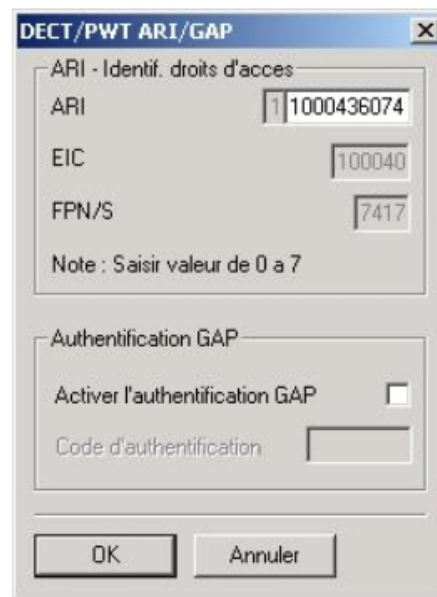 DECT/PWT ARI/GAP
ARI - Identif. droits d'acces
ARI 1 1000436074
EIC 100040
FPN/S 7417
Note : Saisir valeur de 0 a 7
Authentification GAP
Activer l'authentification GAP
Code d'authentification
OK Annuler